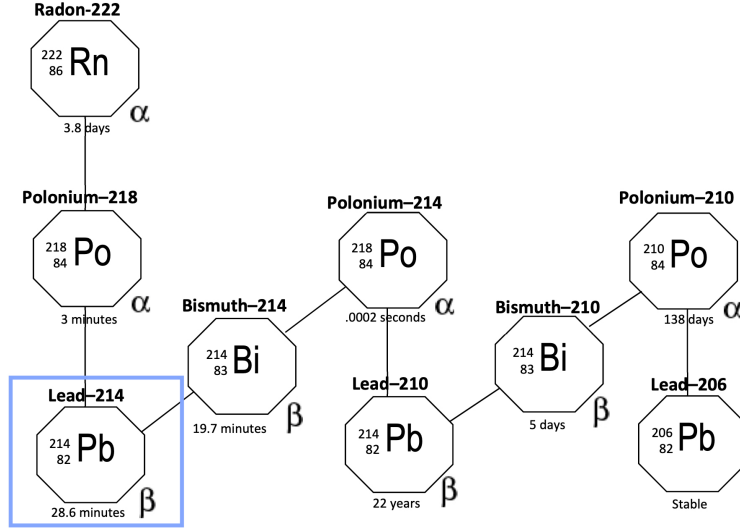 Radon-222
222
86
Rn
α
3.8 days
Polonium–218
218
84
Po
α
3 minutes
Lead–214
214
82
Pb
β
28.6 minutes
Bismuth–214
214
83
Bi
β
19.7 minutes
Polonium–214
218
84
Po
α
.0002 seconds
Lead–210
214
82
Pb
β
22 years
Bismuth–210
214
83
Bi
β
5 days
Polonium–210
210
84
Po
α
138 days
Lead–206
206
82
Pb
Stable